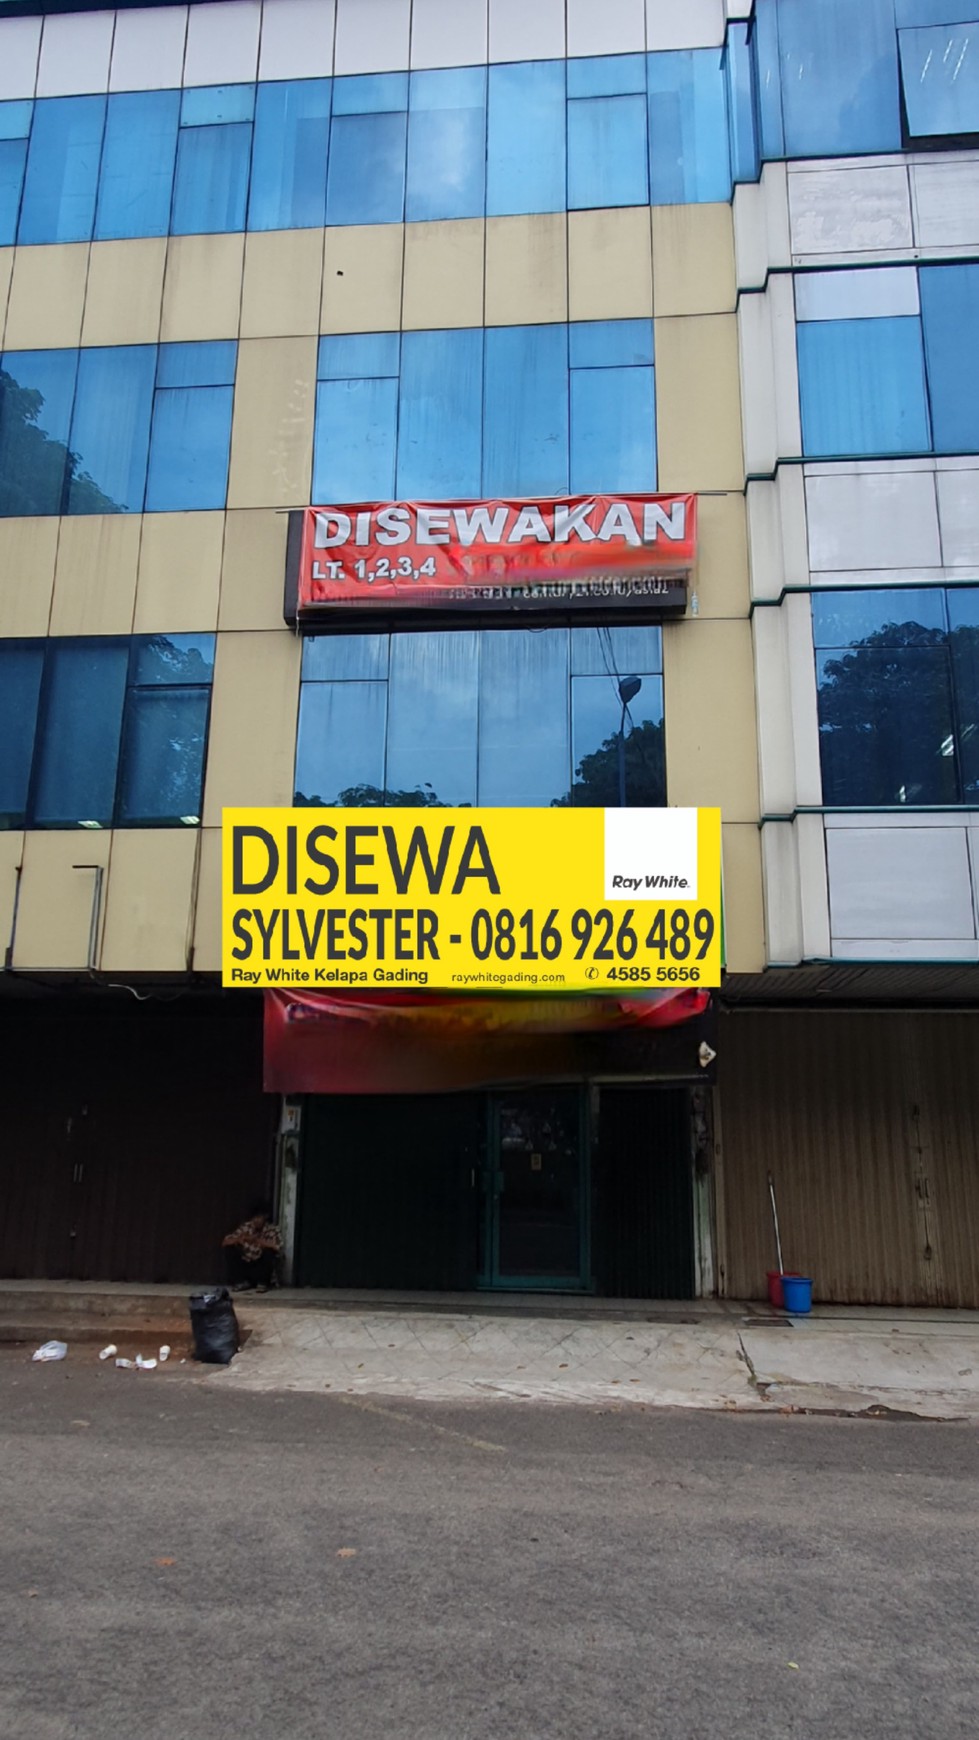 DISEWAKAN
LT. 1,2,3,4
DISEWA
Ray White.
SYLVESTER - 0816 926 489
Ray White Kelapa Gading raywhitegading.com ✆ 4585 5656